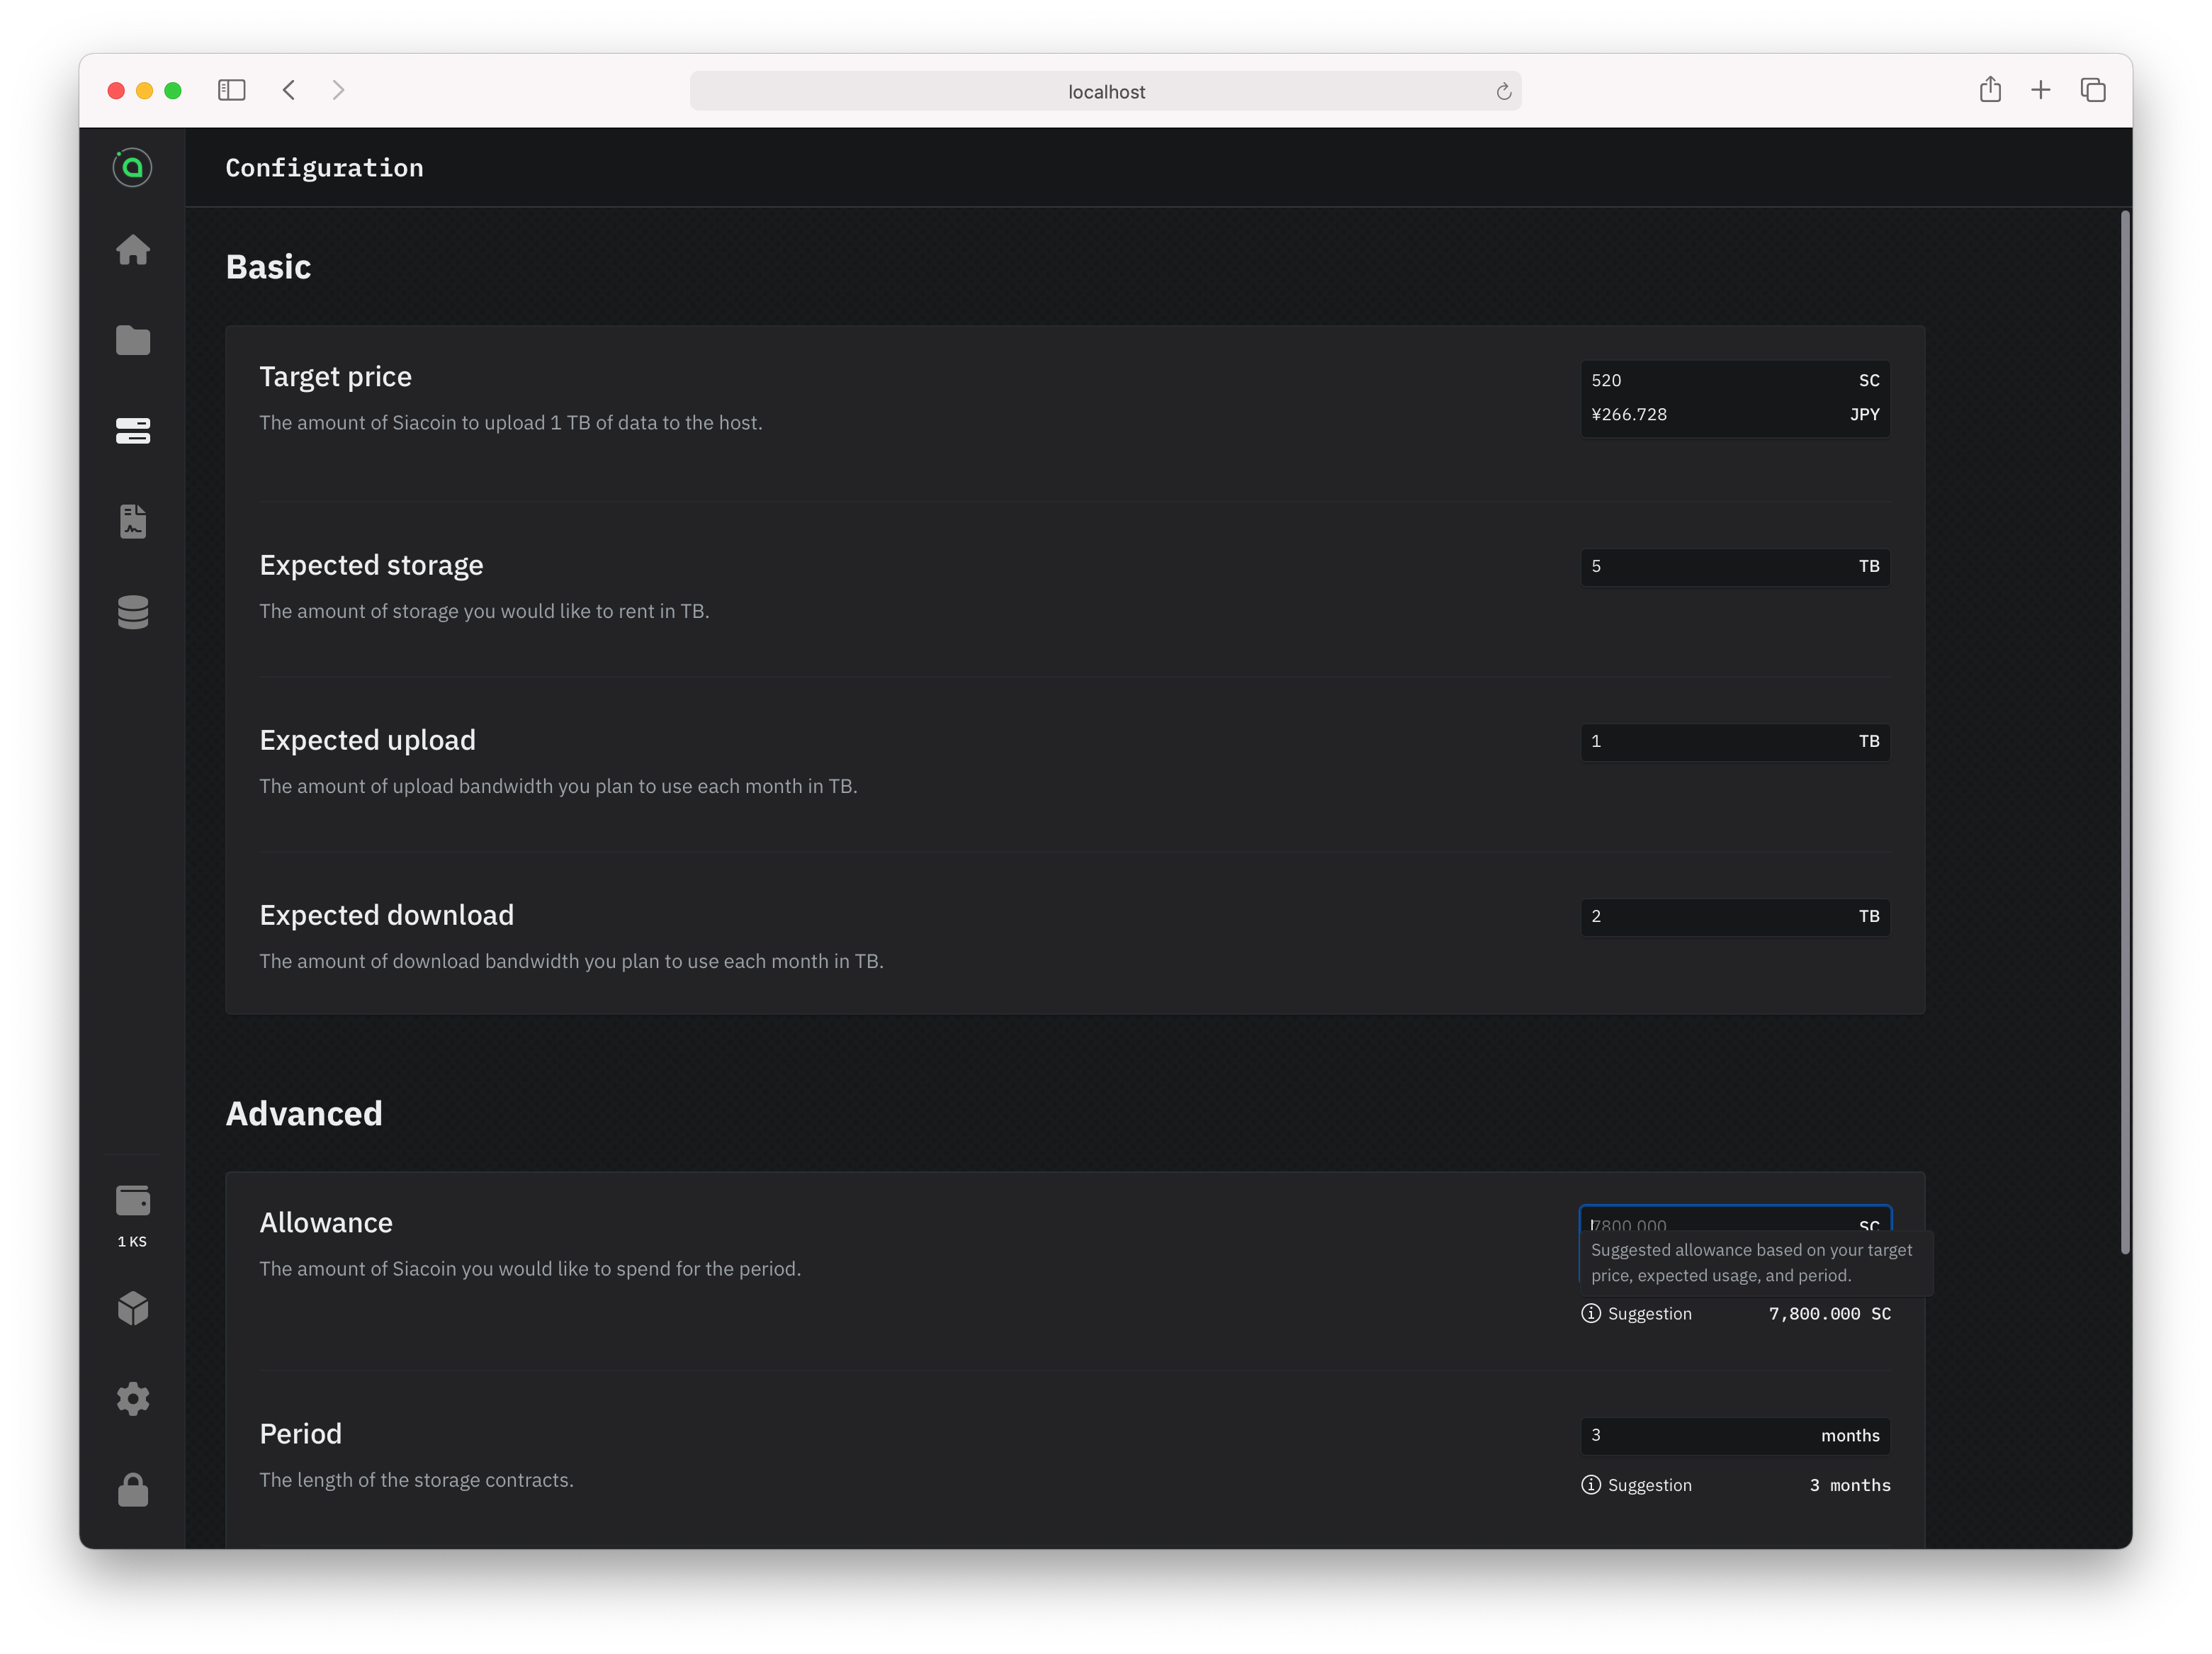 localhost
Configuration
Basic
Target price
The amount of Siacoin to upload 1 TB of data to the host.
520 SC
¥266.728 JPY
Expected storage
The amount of storage you would like to rent in TB.
5 TB
Expected upload
The amount of upload bandwidth you plan to use each month in TB.
1 TB
Expected download
The amount of download bandwidth you plan to use each month in TB.
2 TB
Advanced
Allowance
The amount of Siacoin you would like to spend for the period.
7800.000 SC
Suggested allowance based on your target
price, expected usage, and period.
Suggestion 7,800.000 SC
Period
The length of the storage contracts.
3 months
Suggestion 3 months
1 KS